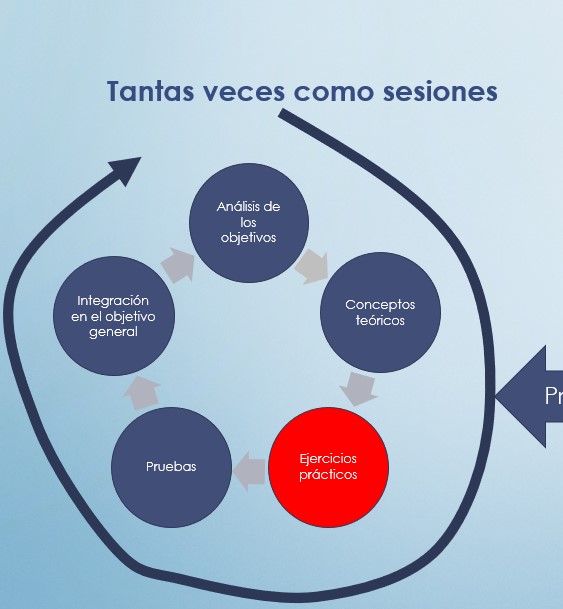 Tantas veces como sesiones
Análisis de
los
objetivos
Conceptos
teóricos
Ejercicios
prácticos
Pruebas
Integración
en el objetivo
general
Pr